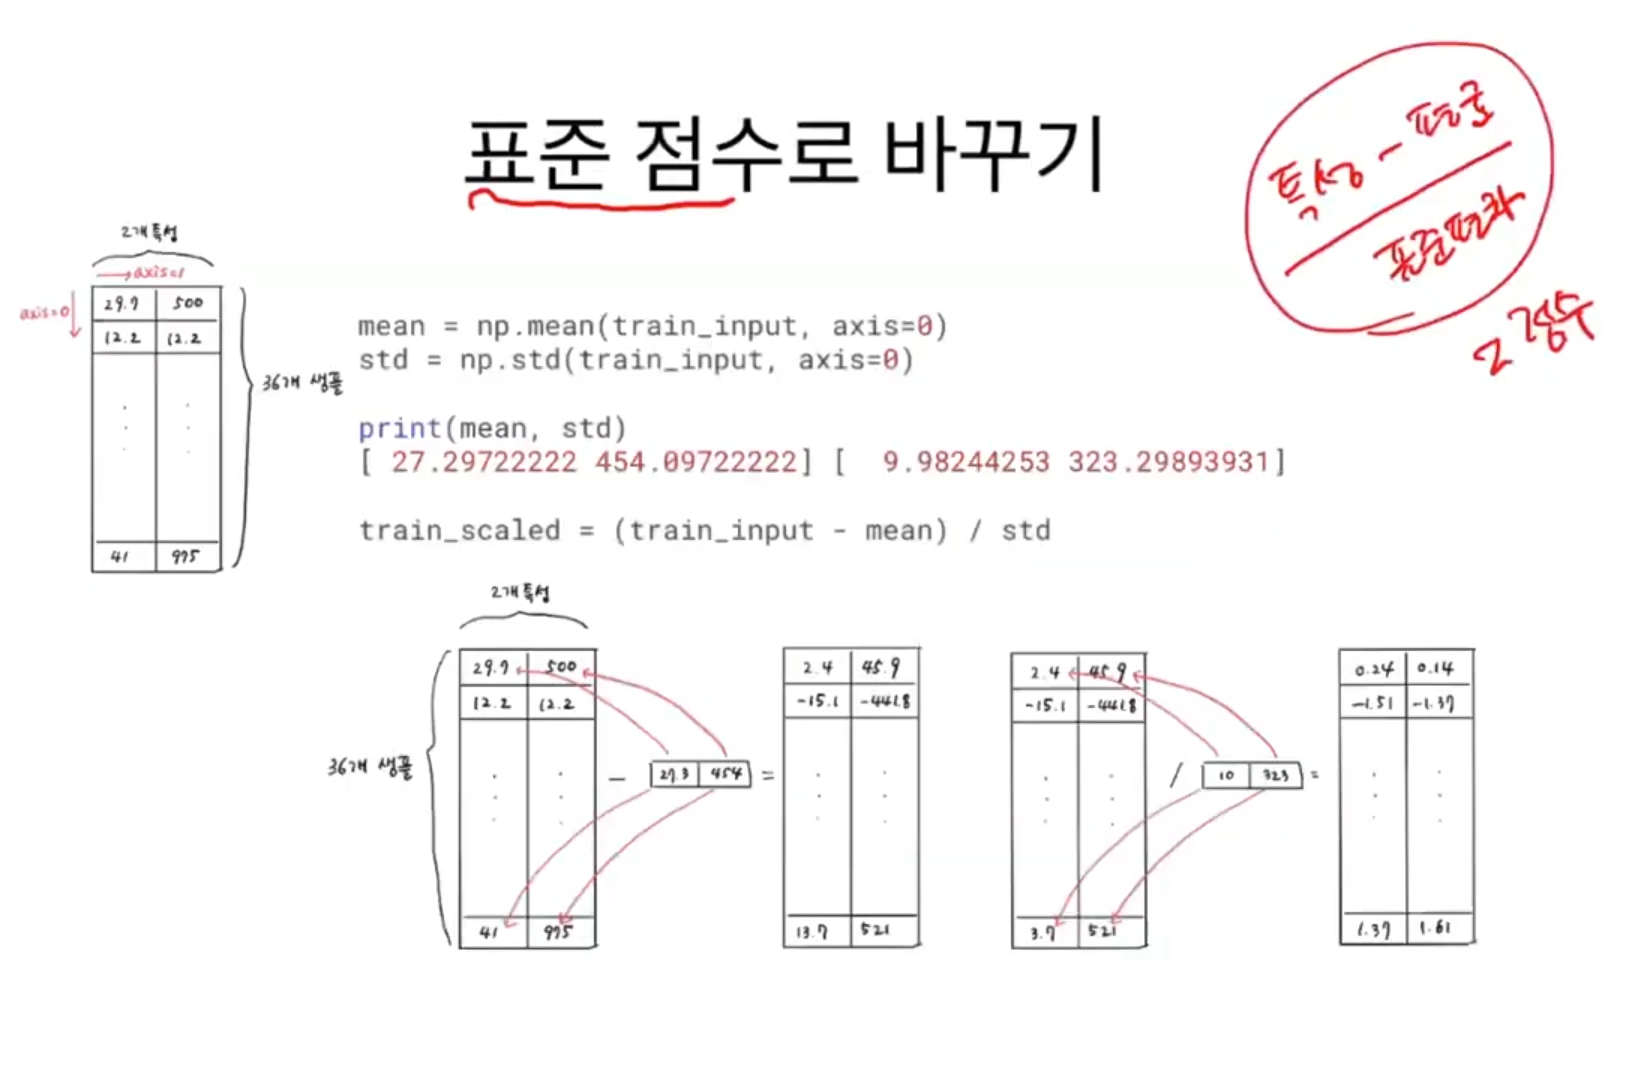 표준 점수로 바꾸기
특성 - 평균
표준편차
z 점수
2개 특성
axis=1
axis=0
29.7 500
12.2 12.2
41 975
36개 샘플
mean = np.mean(train_input, axis=0)
std = np.std(train_input, axis=0)
print(mean, std)
[ 27.29722222 454.09722222] [ 9.98244253 323.29893931]
train_scaled = (train_input - mean) / std
2개 특성
36개 샘플
29.7 500
12.2 12.2
41 975
- 27.3 454 =
2.4 45.9
-15.1 -441.8
13.7 521
2.4 45.9
-15.1 -441.8
3.7 521
/ 10 323 =
0.24 0.14
-1.51 -1.37
1.37 1.61